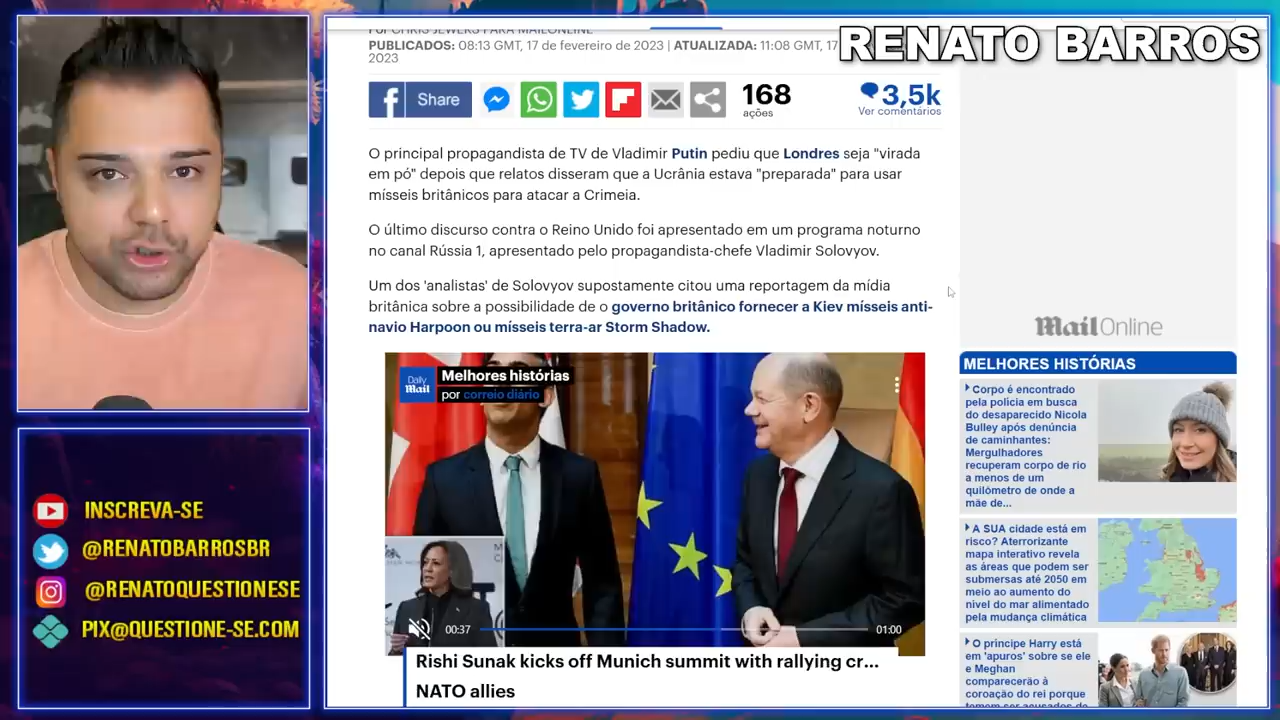 RENATO BARROS
POr CHRIS JEWERS PARA MAILONLINE
PUBLICADOS: 08:13 GMT, 17 de fevereiro de 2023 | ATUALIZADA: 11:08 GMT, 17
2023
Share
168
ações
3,5k
Ver comentários
O principal propagandista de TV de Vladimir Putin pediu que Londres seja "virada
em pó" depois que relatos disseram que a Ucrânia estava "preparada" para usar
mísseis britânicos para atacar a Crimeia.
O último discurso contra o Reino Unido foi apresentado em um programa noturno
no canal Rússia 1, apresentado pelo propagandista-chefe Vladimir Solovyov.
Um dos 'analistas' de Solovyov supostamente citou uma reportagem da mídia
britânica sobre a possibilidade de o governo britânico fornecer a Kiev mísseis anti-
navio Harpoon ou mísseis terra-ar Storm Shadow.
Daily
Mail
Melhores histórias
por correio diário
00:37
01:00
Rishi Sunak kicks off Munich summit with rallying cr...
NATO allies
MailOnline
MELHORES HISTÓRIAS
Corpo é encontrado
pela polícia em busca
do desaparecido Nicola
Bulley após denúncia
de caminhantes:
Mergulhadores
recuperam corpo de rio
a menos de um
quilômetro de onde a
mãe de...
A SUA cidade está em
risco? Aterrorizante
mapa interativo revela
as áreas que podem ser
submersas até 2050 em
meio ao aumento do
nível do mar alimentado
pela mudança climática
O príncipe Harry está
em 'apuros' sobre se ele
e Meghan
comparecerão à
coroação do rei porque
temem ser acusados de
INSCREVA-SE
@RENATOBARROSBR
@RENATOQUESTIONESE
PIX@QUESTIONE-SE.COM